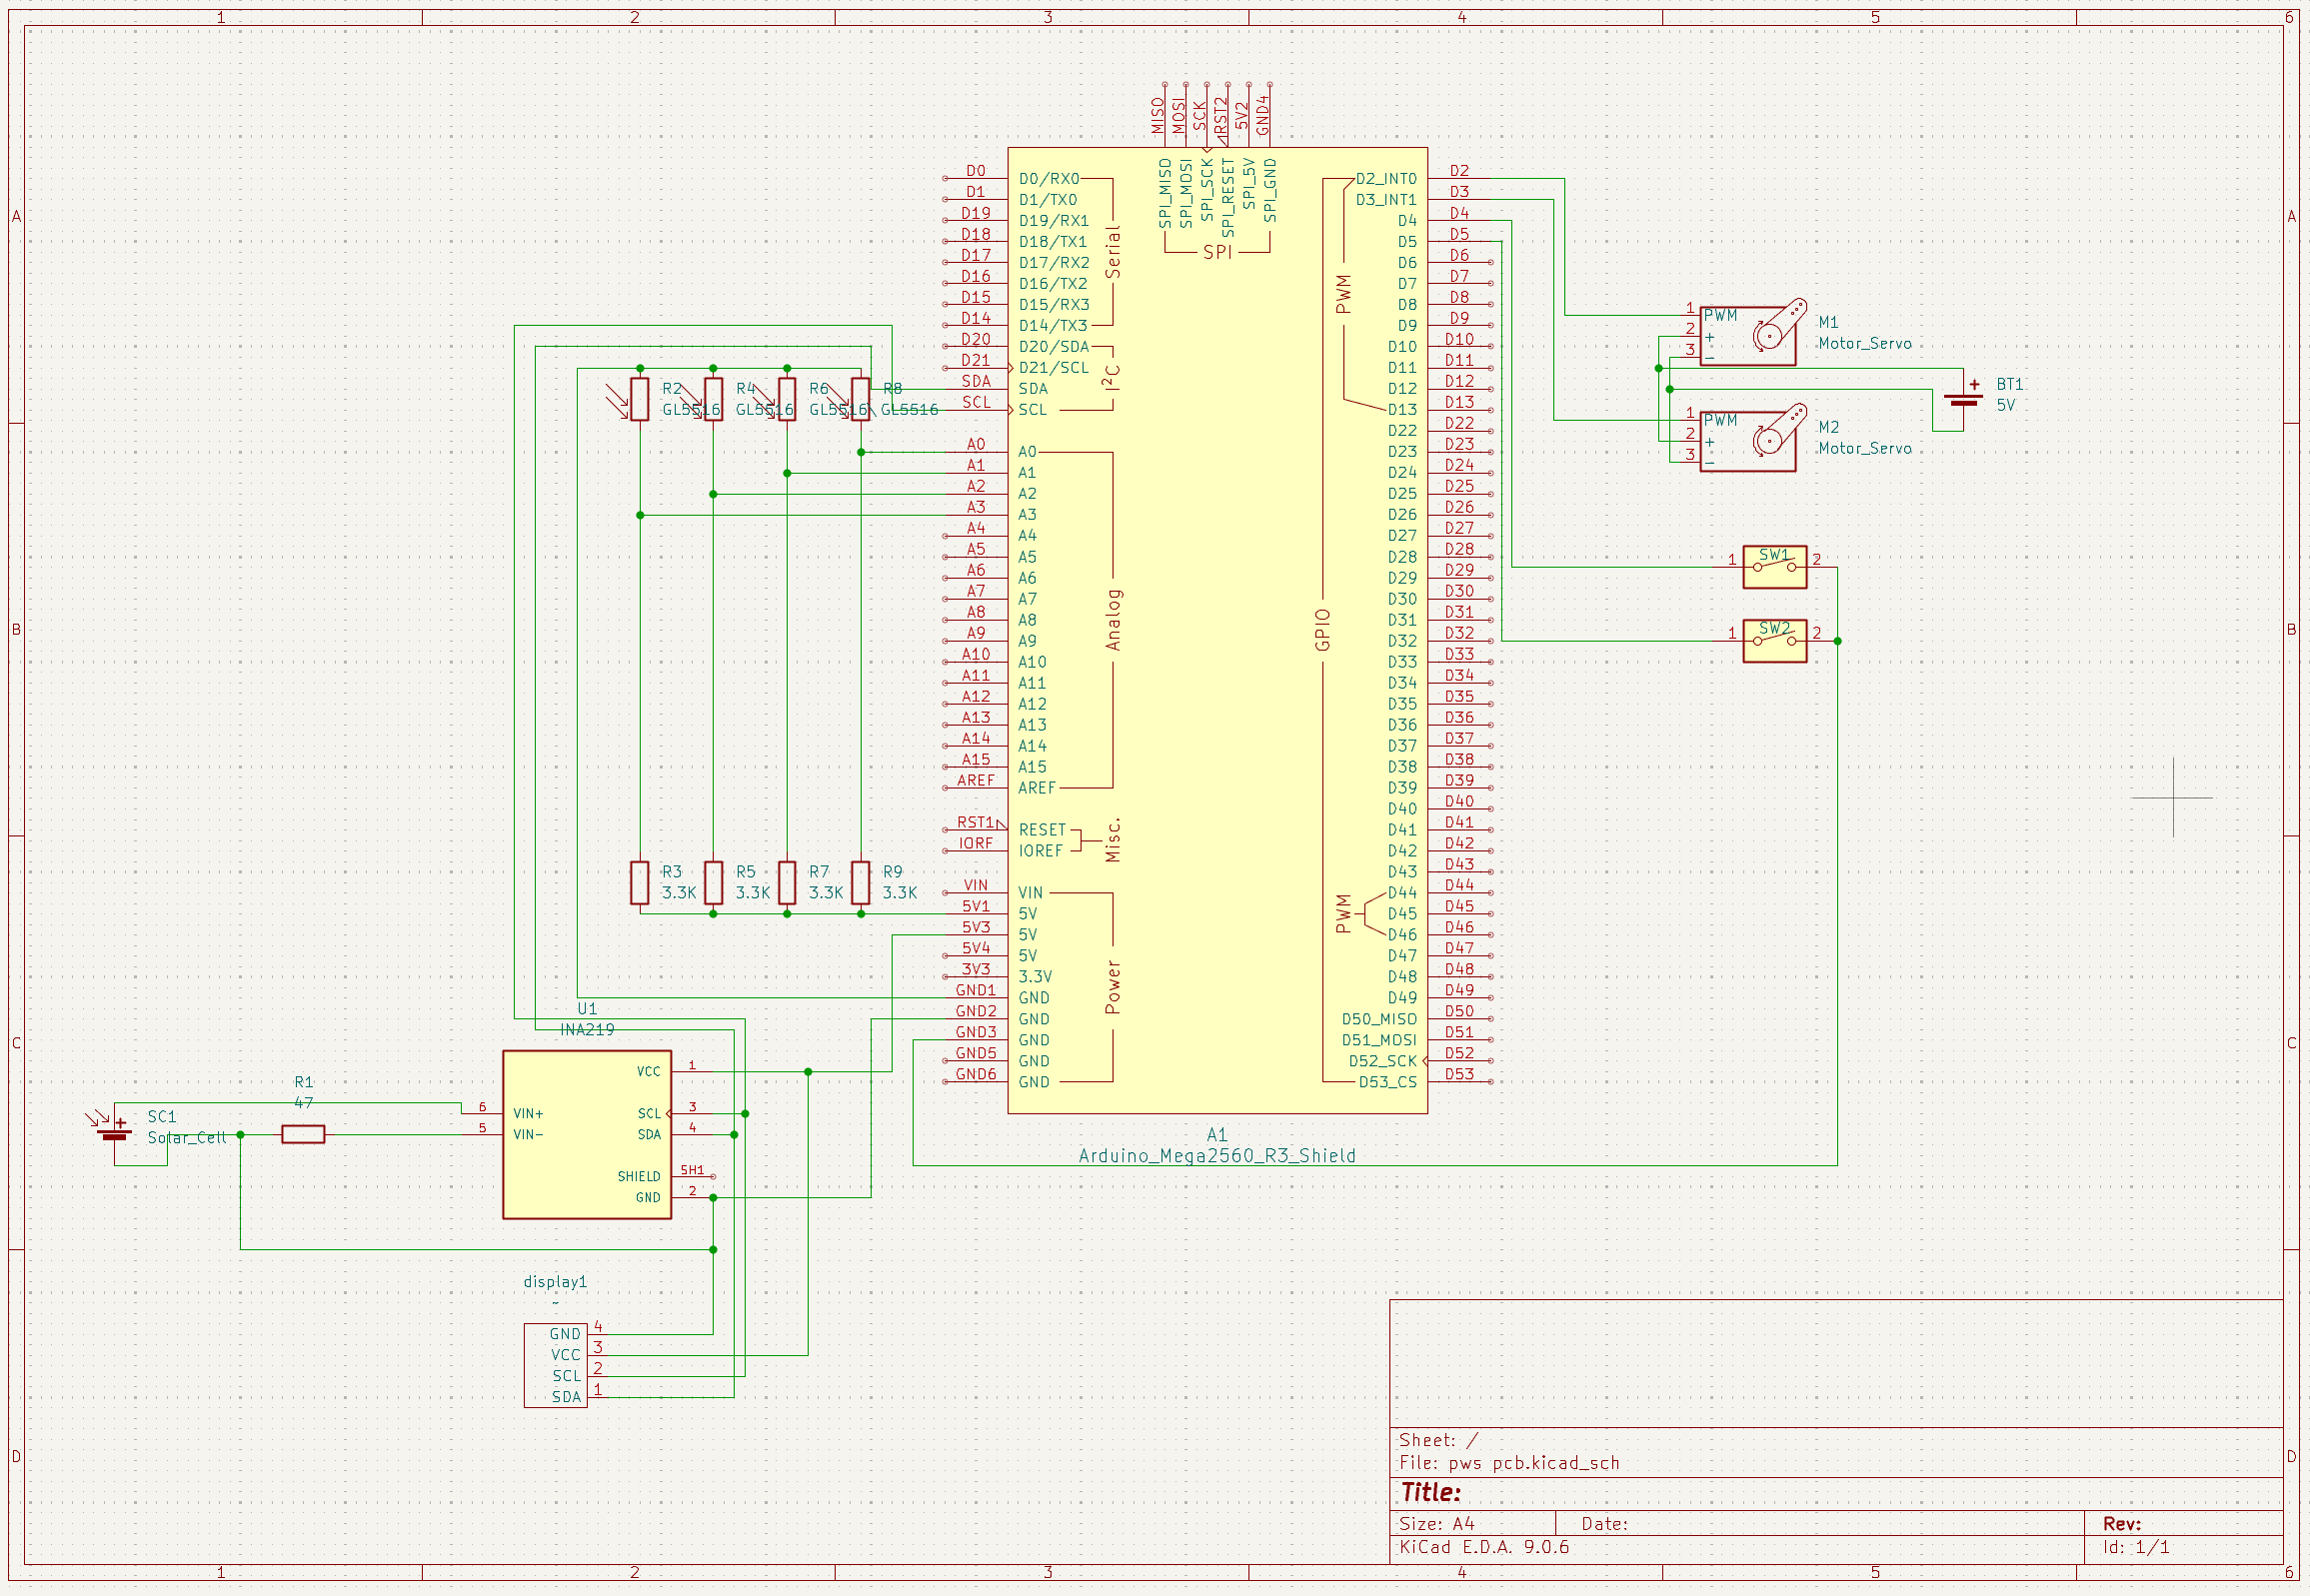 1 2 3 4 5 6
A A
B B
C C
D D
MISO MOSI SCK RST2 5V2 GND4
SPI_MISO SPI_MOSI SPI_SCK SPI_RESET SPI_5V SPI_GND
SPI
D0 D0/RX0
D1 D1/TX0
D19 D19/RX1
D18 D18/TX1
D17 D17/RX2
D16 D16/TX2
D15 D15/RX3
D14 D14/TX3
Serial
D20 D20/SDA
D21 D21/SCL
SDA SDA
SCL SCL
I²C
A0 A0
A1 A1
A2 A2
A3 A3
A4 A4
A5 A5
A6 A6
A7 A7
A8 A8
A9 A9
A10 A10
A11 A11
A12 A12
A13 A13
A14 A14
A15 A15
AREF AREF
Analog
RST1 RESET
IORF IOREF
Misc.
VIN VIN
5V1 5V
5V3 5V
5V4 5V
3V3 3.3V
GND1 GND
GND2 GND
GND3 GND
GND5 GND
GND6 GND
Power
D2_INT0 D2
D3_INT1 D3
D4 D4
D5 D5
D6 D6
D7 D7
D8 D8
D9 D9
D10 D10
D11 D11
D12 D12
D13 D13
PWM
D22 D22
D23 D23
D24 D24
D25 D25
D26 D26
D27 D27
D28 D28
D29 D29
D30 D30
D31 D31
D32 D32
D33 D33
D34 D34
D35 D35
D36 D36
D37 D37
D38 D38
D39 D39
D40 D40
D41 D41
D42 D42
D43 D43
D44 D44
D45 D45
D46 D46
PWM
D47 D47
D48 D48
D49 D49
D50_MISO D50
D51_MOSI D51
D52_SCK D52
D53_CS D53
GPIO
A1
Arduino_Mega2560_R3_Shield
R2
GL5516
R4
GL5516
R6
GL5516
R8
GL5516
R3
3.3K
R5
3.3K
R7
3.3K
R9
3.3K
1 PWM
2 +
3 −
M1
Motor_Servo
1 PWM
2 +
3 −
M2
Motor_Servo
+
BT1
5V
1 SW1 2
1 SW2 2
U1
INA219
VCC 1
6 VIN+ SCL 3
5 VIN− SDA 4
SHIELD SH1
GND 2
R1
47
+
SC1
Solar_Cell
display1
~
GND 4
VCC 3
SCL 2
SDA 1
Sheet: /
File: pws pcb.kicad_sch
Title:
Size: A4 Date: Rev:
KiCad E.D.A. 9.0.6 Id: 1/1
1 2 3 4 5 6